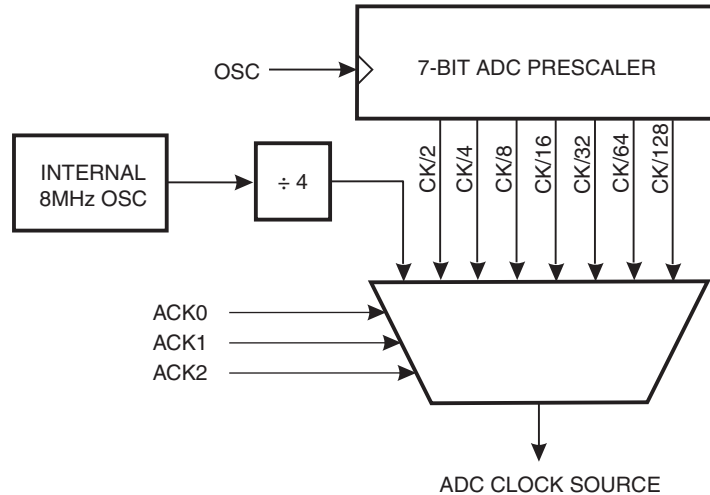 7-BIT ADC PRESCALER
OSC
CK/2
CK/4
CK/8
CK/16
CK/32
CK/64
CK/128
INTERNAL
8MHz OSC
÷ 4
ACK0
ACK1
ACK2
ADC CLOCK SOURCE